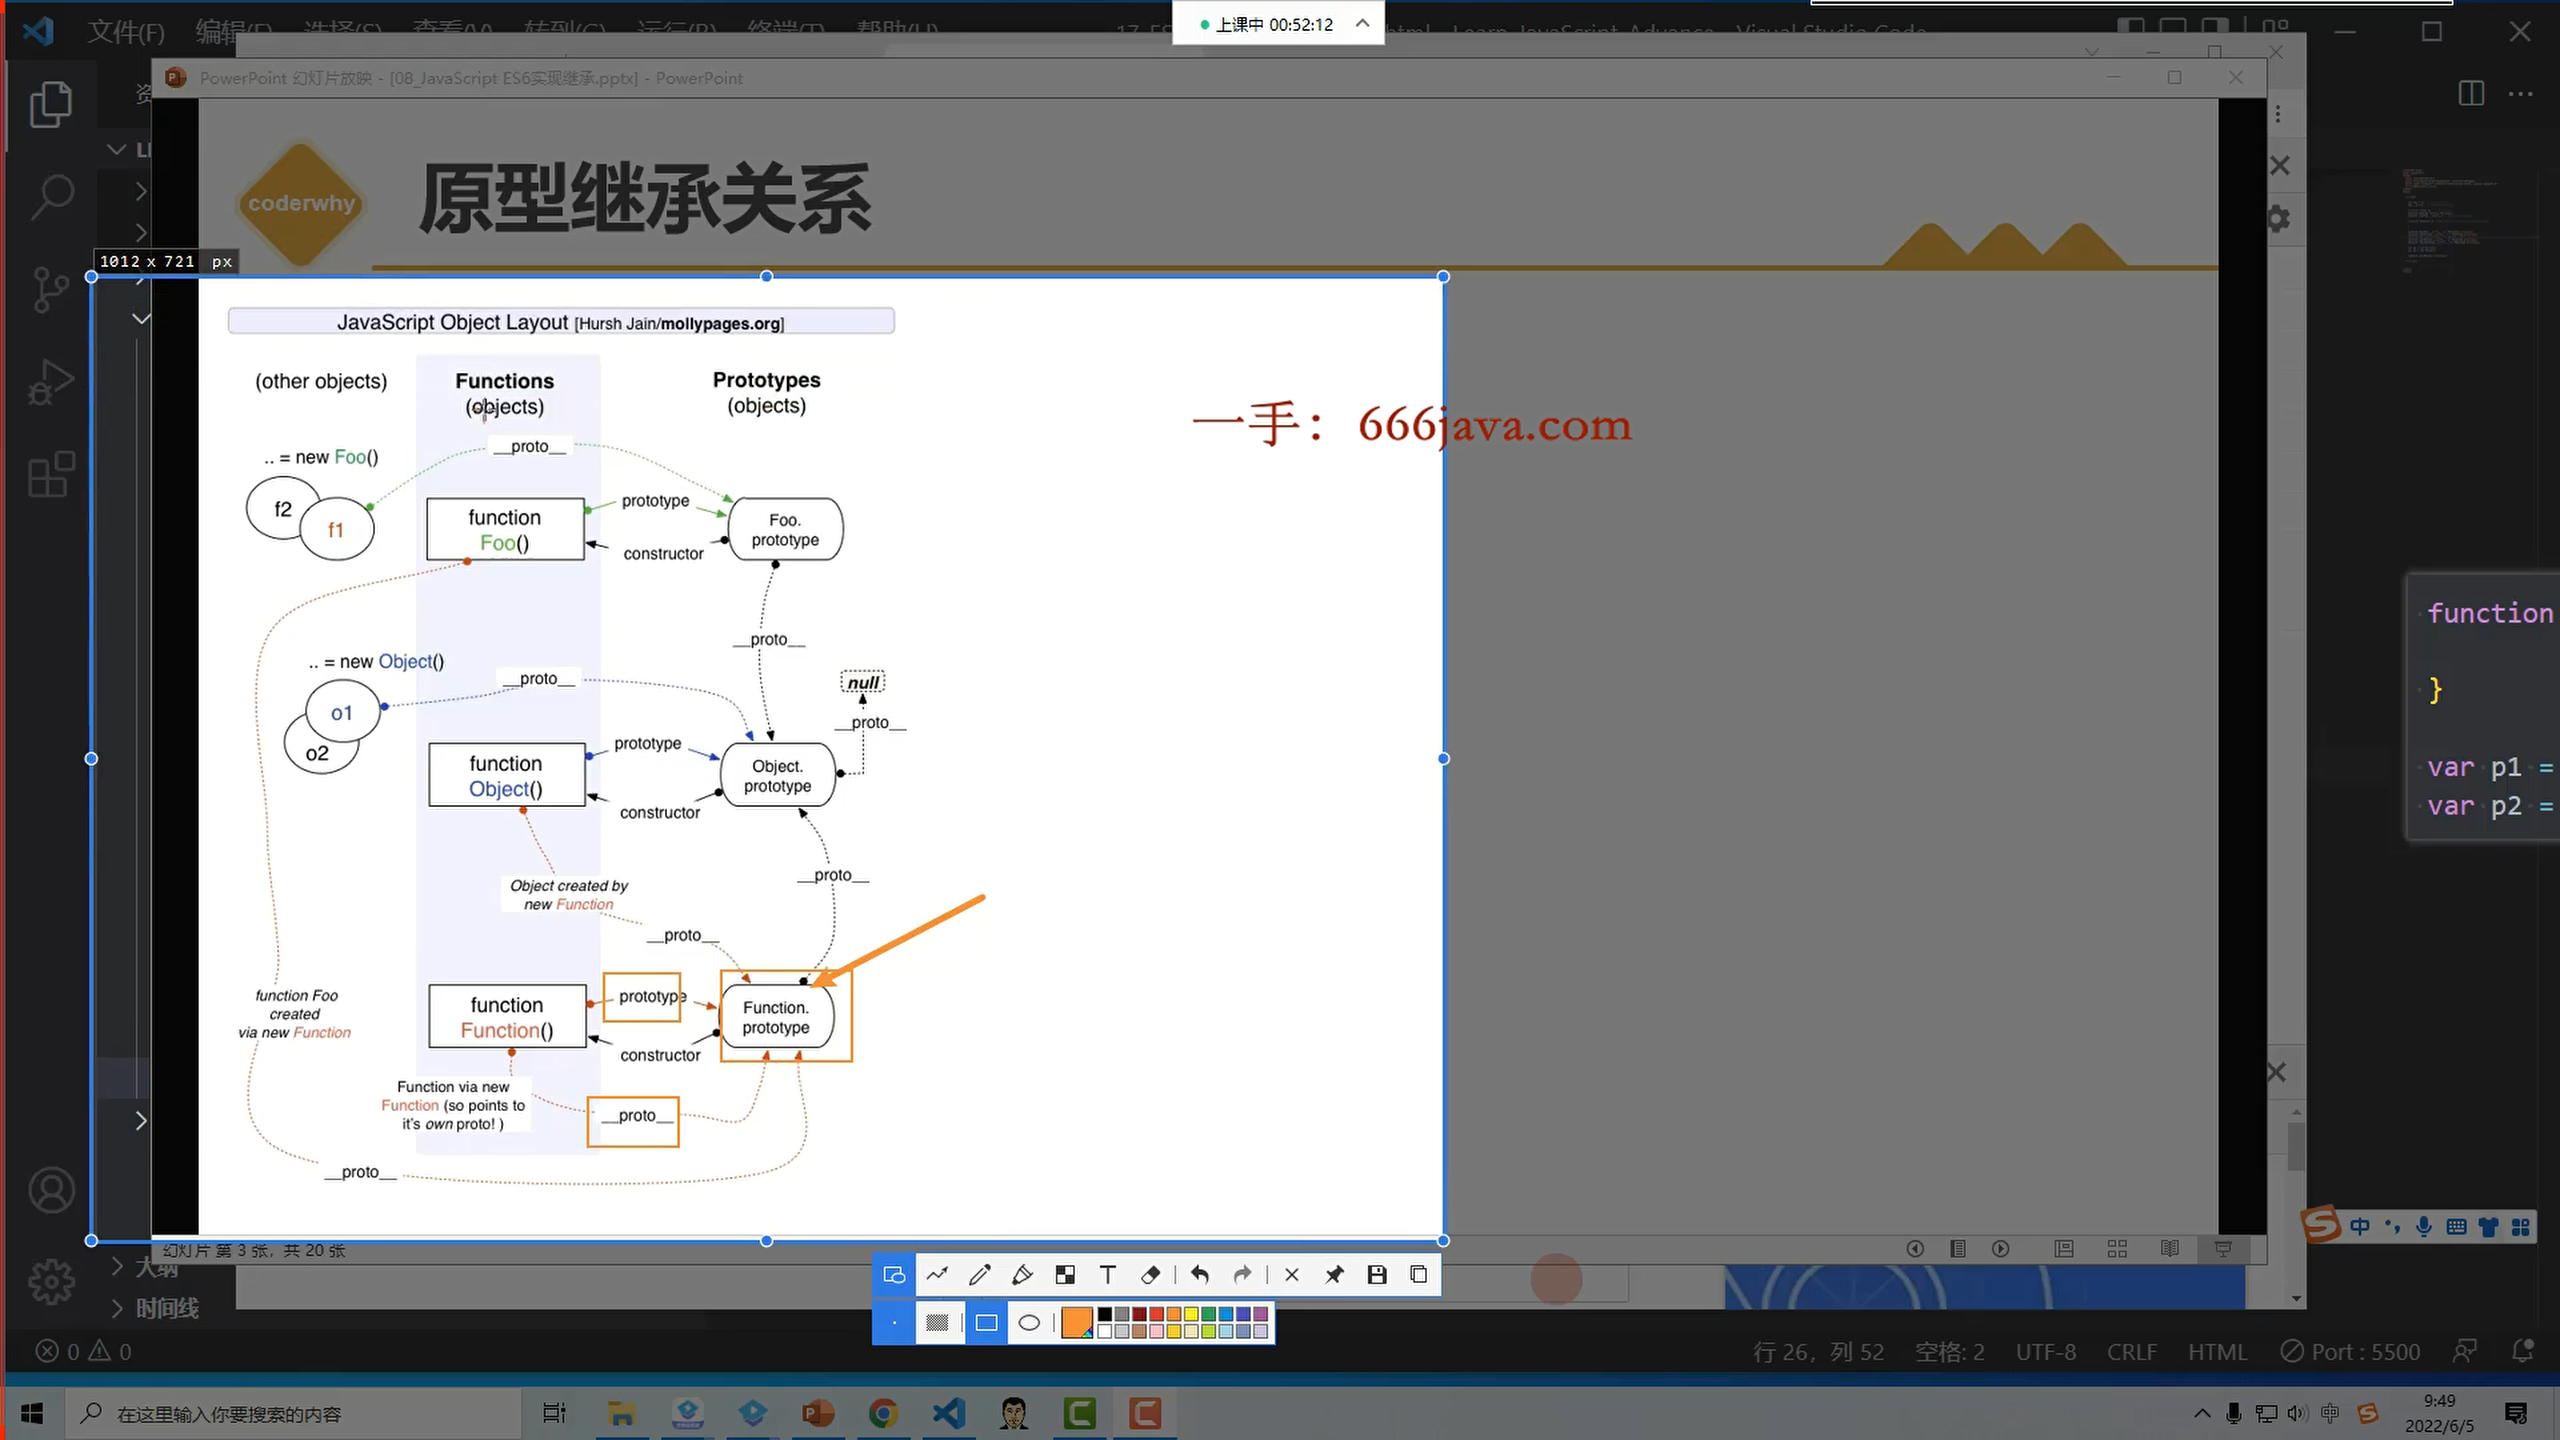 文件(F) 编辑(E) 选择(S) 查看(V) 转到(G) 运行(R) 终端(T) 帮助(H)
上课中 00:52:12
PowerPoint 幻灯片放映 - [08_JavaScript ES6实现继承.pptx] - PowerPoint
coderwhy
原型继承关系
1012 x 721 px
JavaScript Object Layout [Hursh Jain/mollypages.org]
(other objects)
Functions
(objects)
Prototypes
(objects)
一手：666java.com
__proto__
.. = new Foo()
f2
f1
function
Foo()
prototype
constructor
Foo.
prototype
__proto__
.. = new Object()
__proto__
null
__proto__
o1
o2
function
Object()
prototype
constructor
Object.
prototype
__proto__
Object created by
new Function
__proto__
function Foo
created
via new Function
function
Function()
prototype
constructor
Function.
prototype
Function via new
Function (so points to
it's own proto! )
__proto__
__proto__
function
}
var p1 =
var p2 =
幻灯片 第 3 张，共 20 张
大纲
时间线
中
T
0 0
行 26，列 52
空格: 2
UTF-8
CRLF
HTML
Port : 5500
在这里输入你要搜索的内容
中
9:49
2022/6/5